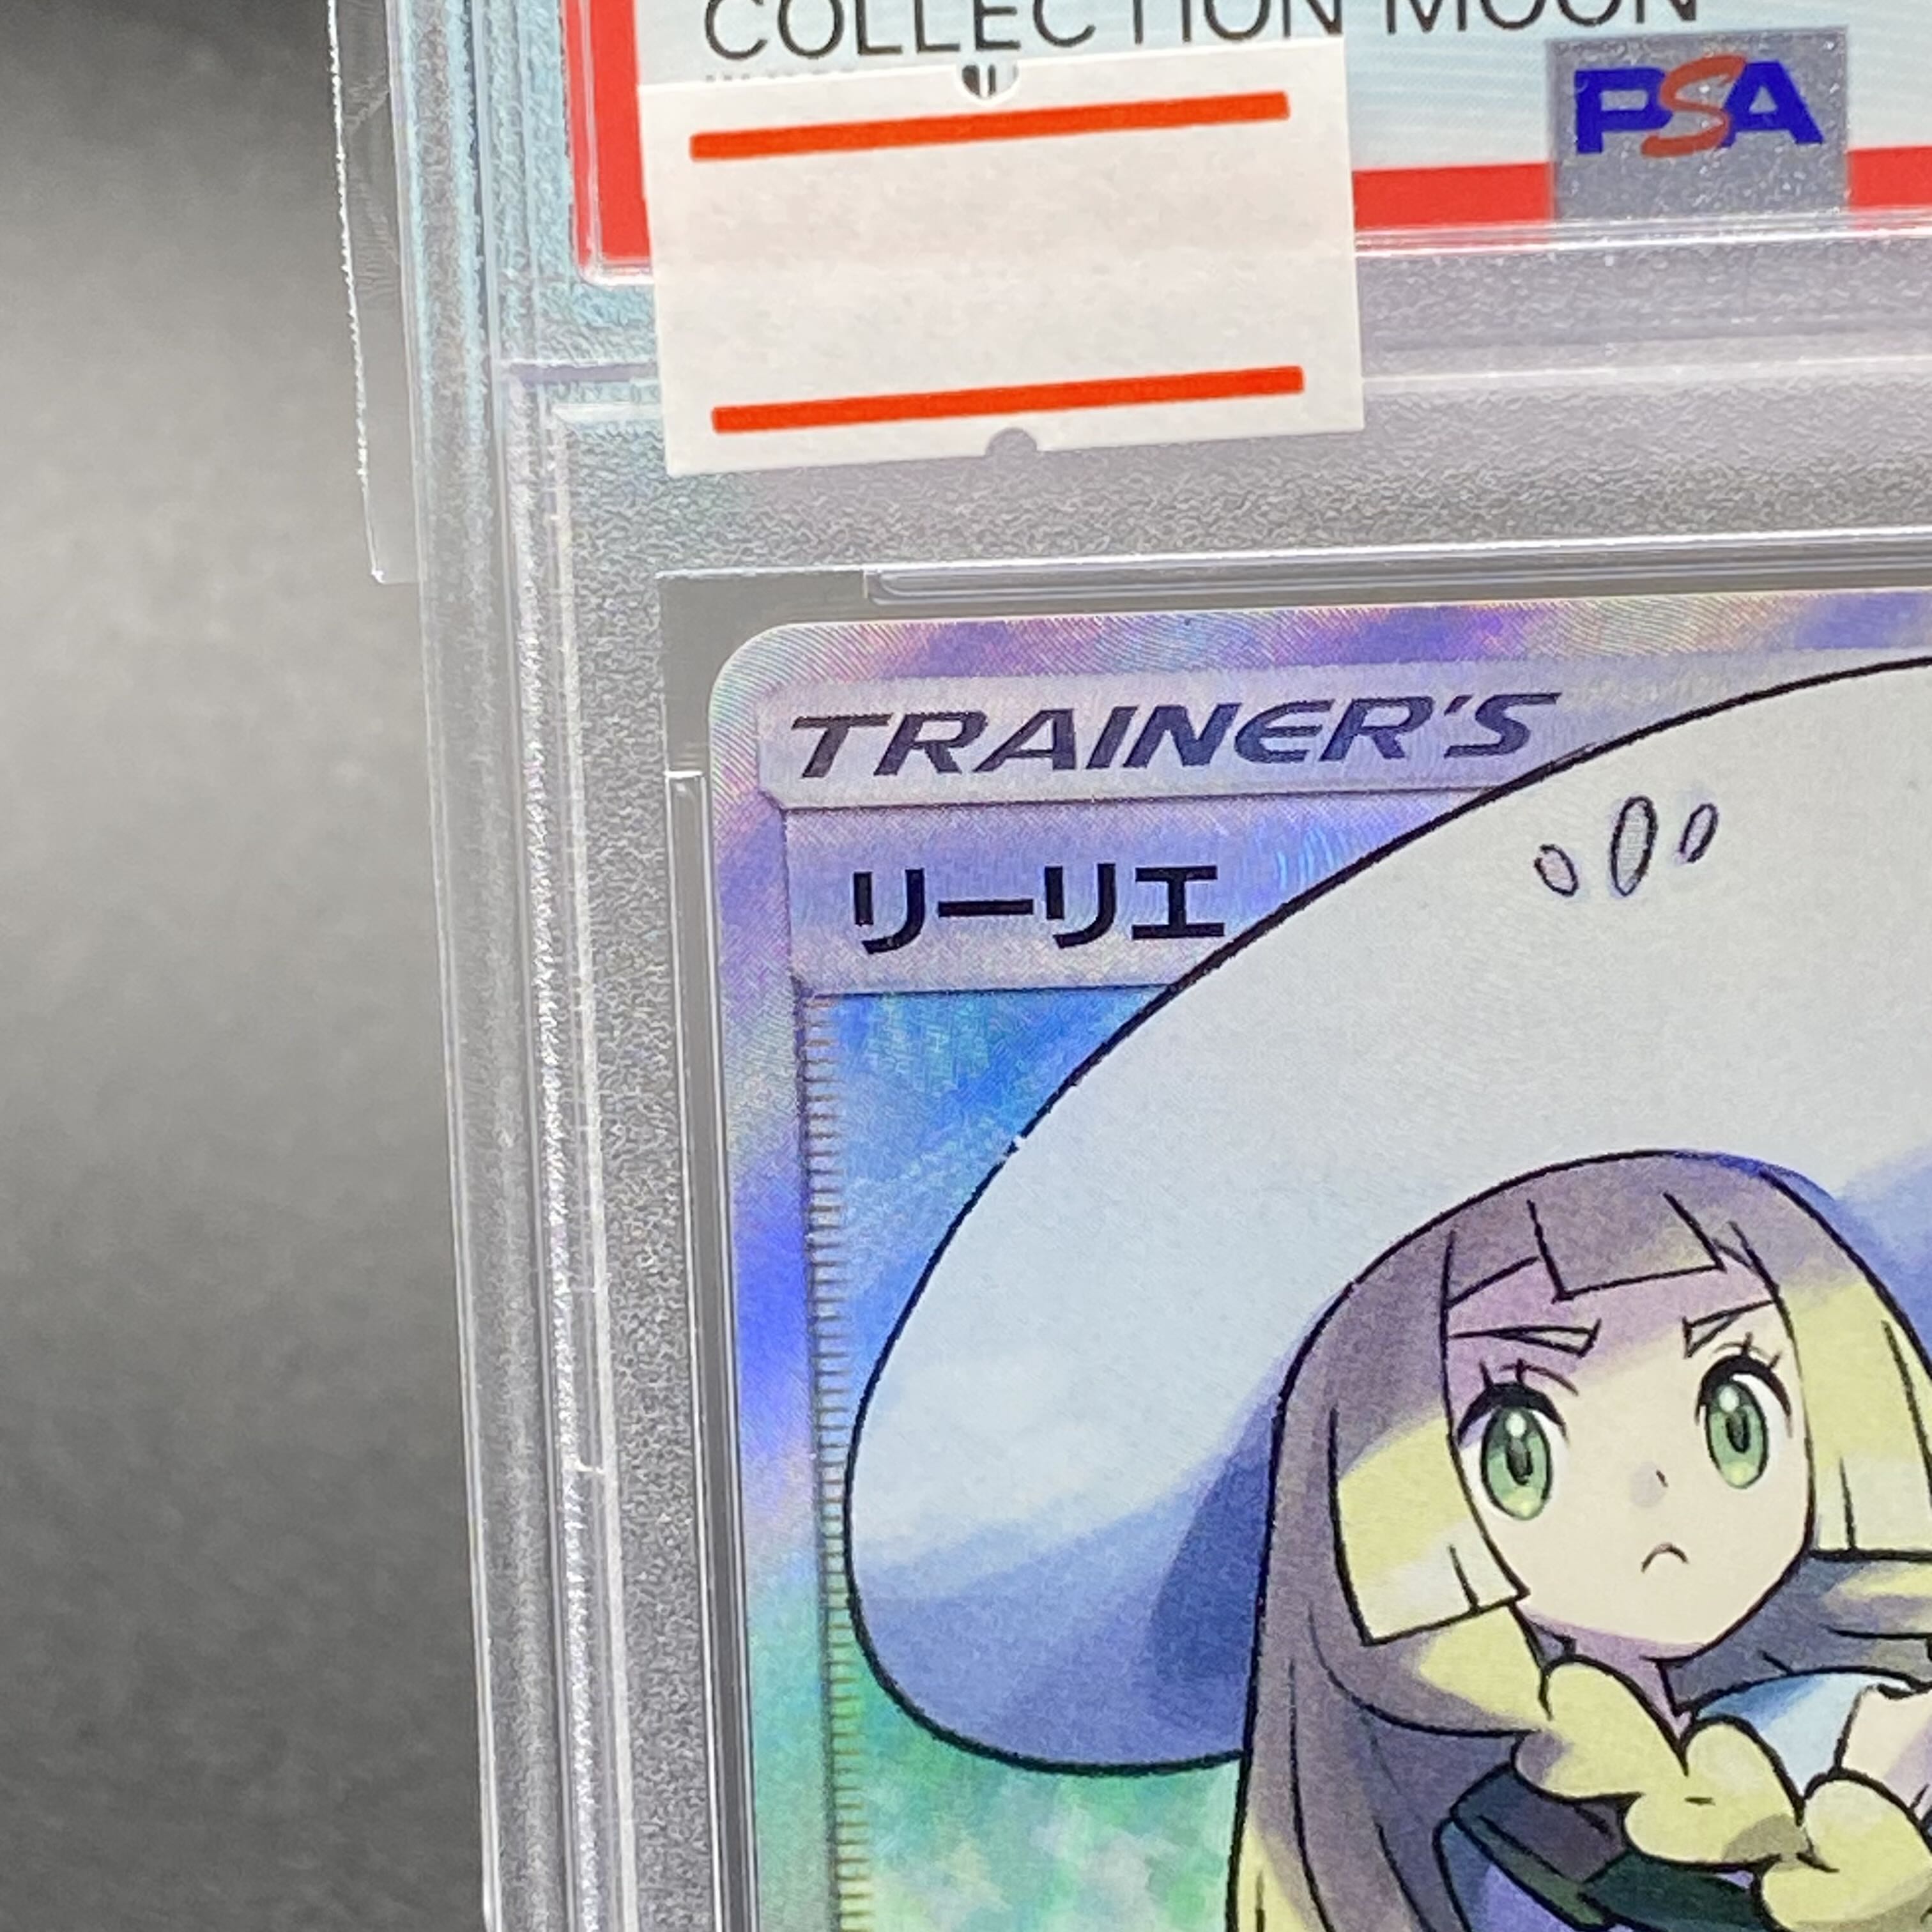 COLLECTION MOON
PSA
TRAINER'S
リーリエ